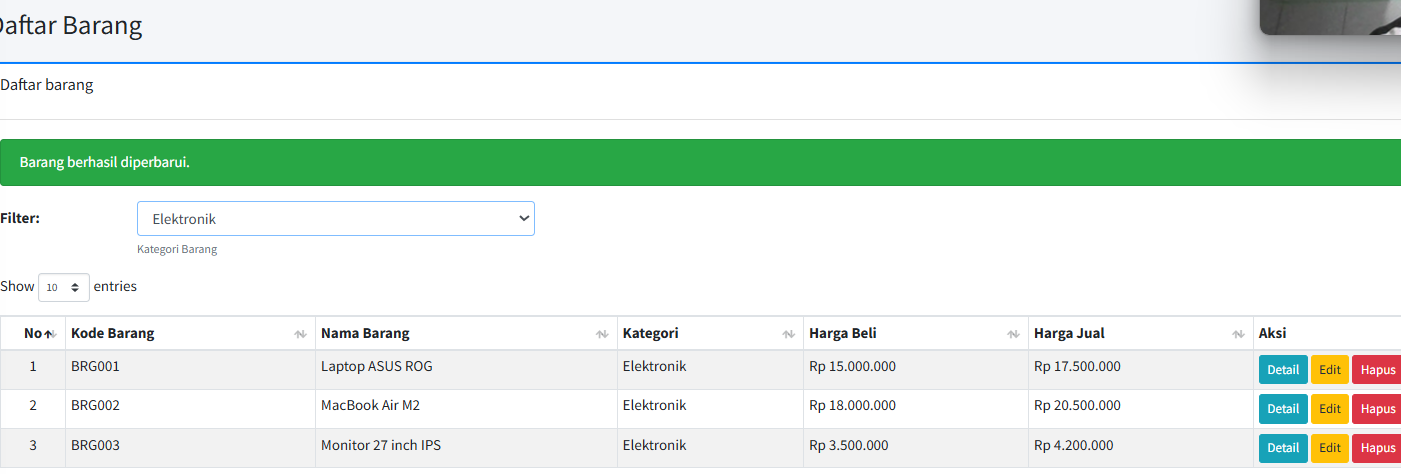 Daftar Barang
Daftar barang
Barang berhasil diperbarui.
Filter: Elektronik
Kategori Barang
Show 10 entries
No Kode Barang Nama Barang Kategori Harga Beli Harga Jual Aksi
1 BRG001 Laptop ASUS ROG Elektronik Rp 15.000.000 Rp 17.500.000 Detail Edit Hapus
2 BRG002 MacBook Air M2 Elektronik Rp 18.000.000 Rp 20.500.000 Detail Edit Hapus
3 BRG003 Monitor 27 inch IPS Elektronik Rp 3.500.000 Rp 4.200.000 Detail Edit Hapus